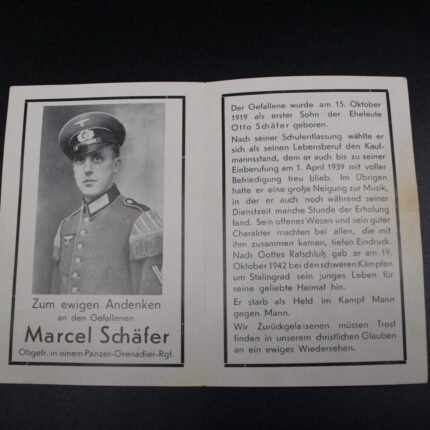 Zum ewigen Andenken
an den Gefallenen
Marcel Schäfer
Obgefr. in einem Panzer-Grenadier-Rgt.
Der Gefallene wurde am 15. Oktober
1919 als erster Sohn der Eheleute
Otto Schäfer geboren.
Nach seiner Schulentlassung wählte er
sich als seinen Lebensberuf den Kauf-
mannsstand, dem er auch bis zu seiner
Einberufung am 1. April 1939 mit voller
Befriedigung treu blieb. Im Übrigen
hatte er eine große Neigung zur Musik,
in der er auch noch während seiner
Dienstzeit manche Stunde der Erholung
fand. Sein offenes Wesen und sein guter
Charakter machten bei allen, die mit
ihm zusammen kamen, tiefen Eindruck.
Nach Gottes Ratschluß gab er am 19.
Oktober 1942 bei den schweren Kämpfen
um Stalingrad sein junges Leben für
seine geliebte Heimat hin.
Er starb als Held im Kampf Mann
gegen Mann.
Wir Zurückgelassenen müssen Trost
finden in unserem christlichen Glauben
an ein ewiges Wiedersehen.